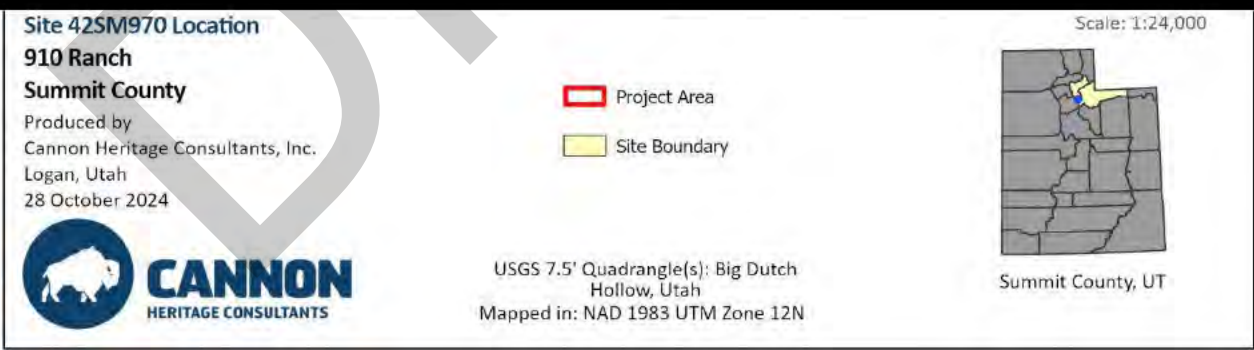 Site 42SM970 Location
910 Ranch
Summit County
Produced by
Cannon Heritage Consultants, Inc.
Logan, Utah
28 October 2024
CANNON
HERITAGE CONSULTANTS
Project Area
Site Boundary
USGS 7.5' Quadrangle(s): Big Dutch
Hollow, Utah
Mapped in: NAD 1983 UTM Zone 12N
Scale: 1:24,000
Summit County, UT